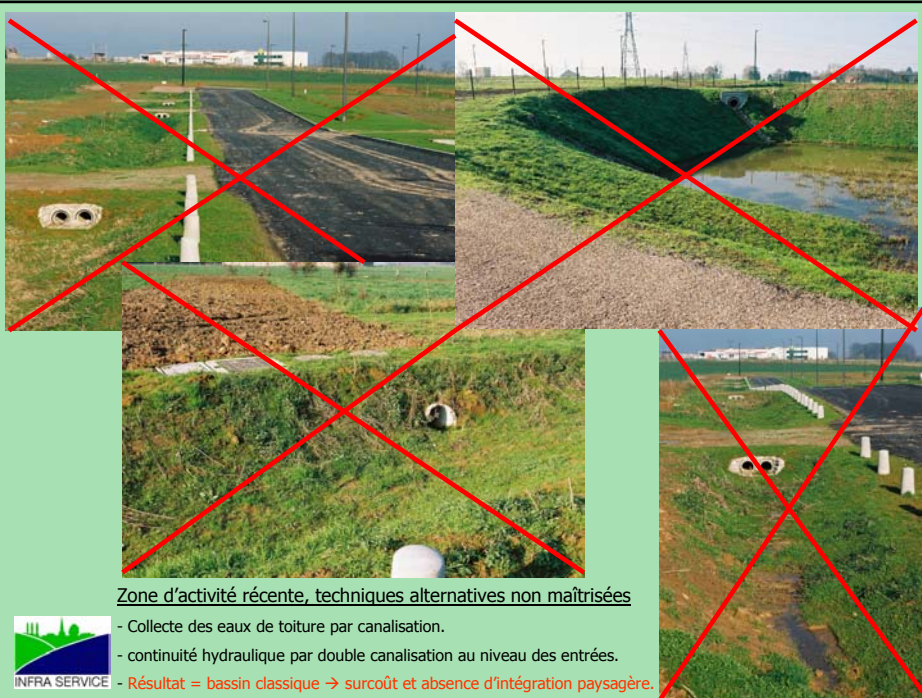 Zone d'activité récente, techniques alternatives non maîtrisées
- Collecte des eaux de toiture par canalisation.
- continuité hydraulique par double canalisation au niveau des entrées.
- Résultat = bassin classique → surcoût et absence d'intégration paysagère.
INFRA SERVICE